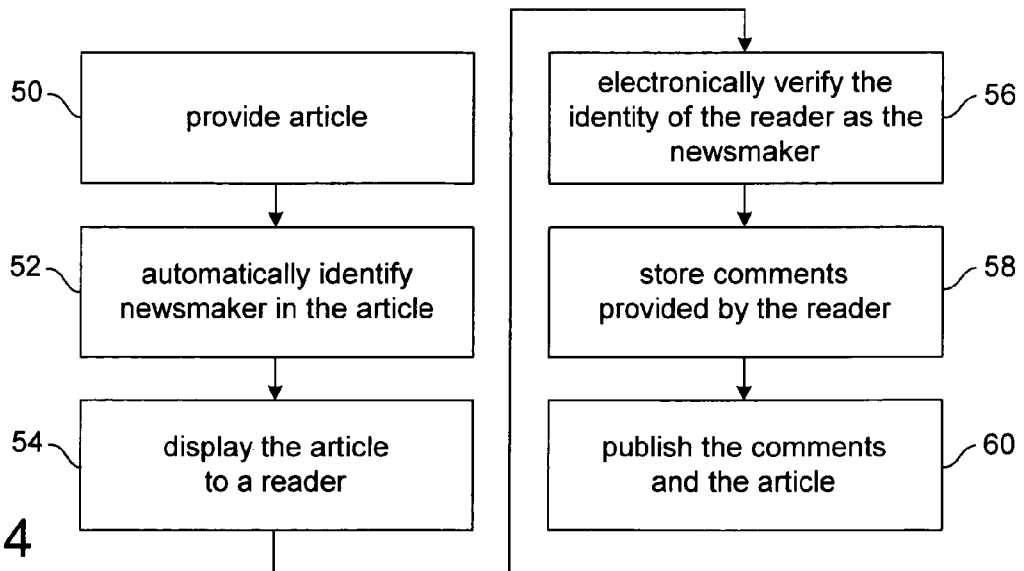 50
provide article
52
automatically identify
newsmaker in the article
54
display the article
to a reader
electronically verify the
identity of the reader as the
newsmaker
56
store comments
provided by the reader
58
publish the comments
and the article
60
4